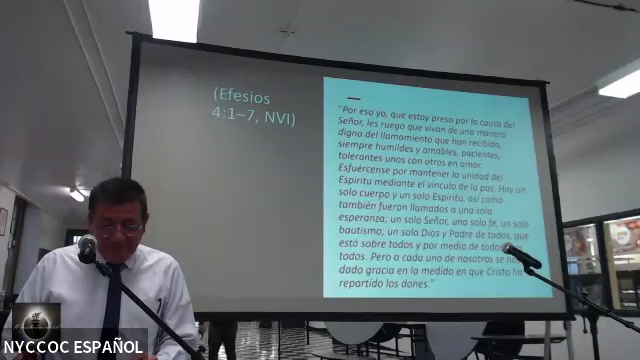 (Efesios
4:1–7, NVI)
"Por eso yo, que estoy preso por la causa del
Señor, les ruego que vivan de una manera
digna del llamamiento que han recibido,
siempre humildes y amables, pacientes,
tolerantes unos con otros en amor.
Esfuércense por mantener la unidad del
Espíritu mediante el vínculo de la paz. Hay un
solo cuerpo y un solo Espíritu, así como
también fueron llamados a una sola
esperanza; un solo Señor, una sola fe, un solo
bautismo; un solo Dios y Padre de todos, que
está sobre todos y por medio de todos
todos. Pero a cada uno de nosotros se
dado gracia en la medida en que Cristo ha
repartido los dones."
NYCCOC ESPAÑOL